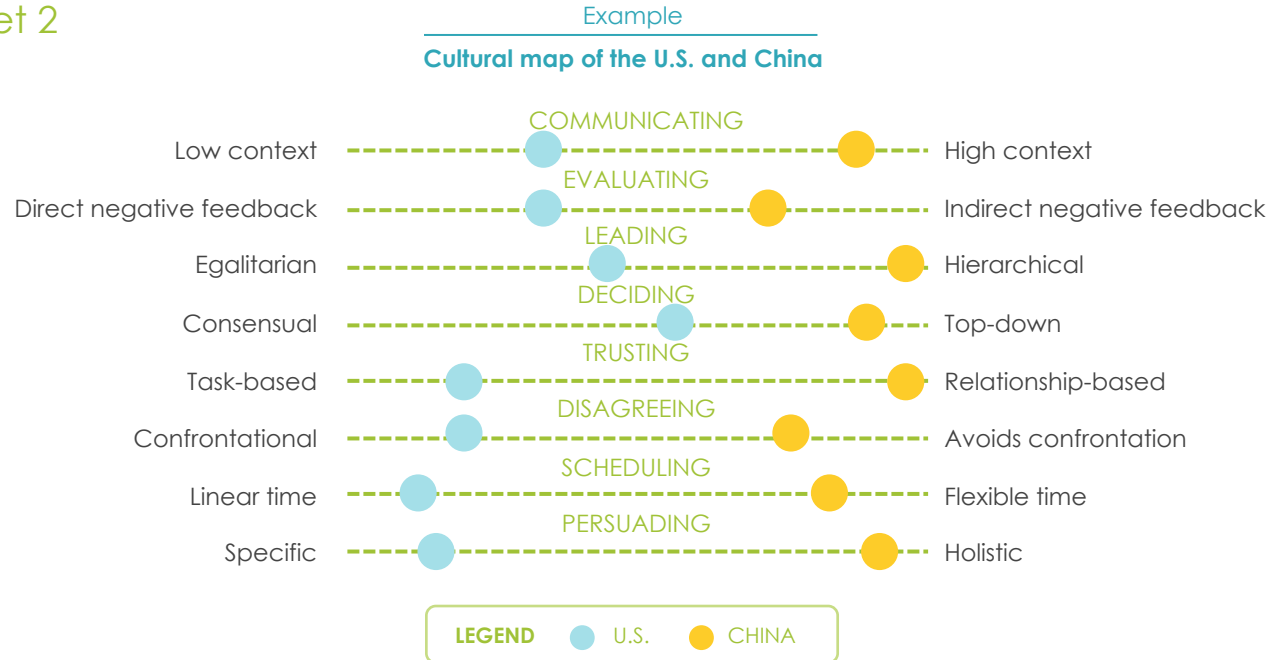 et 2
Example
Cultural map of the U.S. and China
COMMUNICATING
Low context High context
EVALUATING
Direct negative feedback Indirect negative feedback
LEADING
Egalitarian Hierarchical
DECIDING
Consensual Top-down
TRUSTING
Task-based Relationship-based
DISAGREEING
Confrontational Avoids confrontation
SCHEDULING
Linear time Flexible time
PERSUADING
Specific Holistic
LEGEND U.S. CHINA